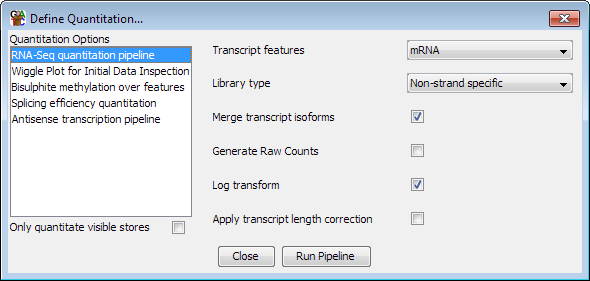 Define Quantitation...
Quantitation Options
RNA-Seq quantitation pipeline
Wiggle Plot for Initial Data Inspection
Bisulphite methylation over features
Splicing efficiency quantitation
Antisense transcription pipeline
Only quantitate visible stores
Transcript features mRNA
Library type Non-strand specific
Merge transcript isoforms
Generate Raw Counts
Log transform
Apply transcript length correction
Close Run Pipeline